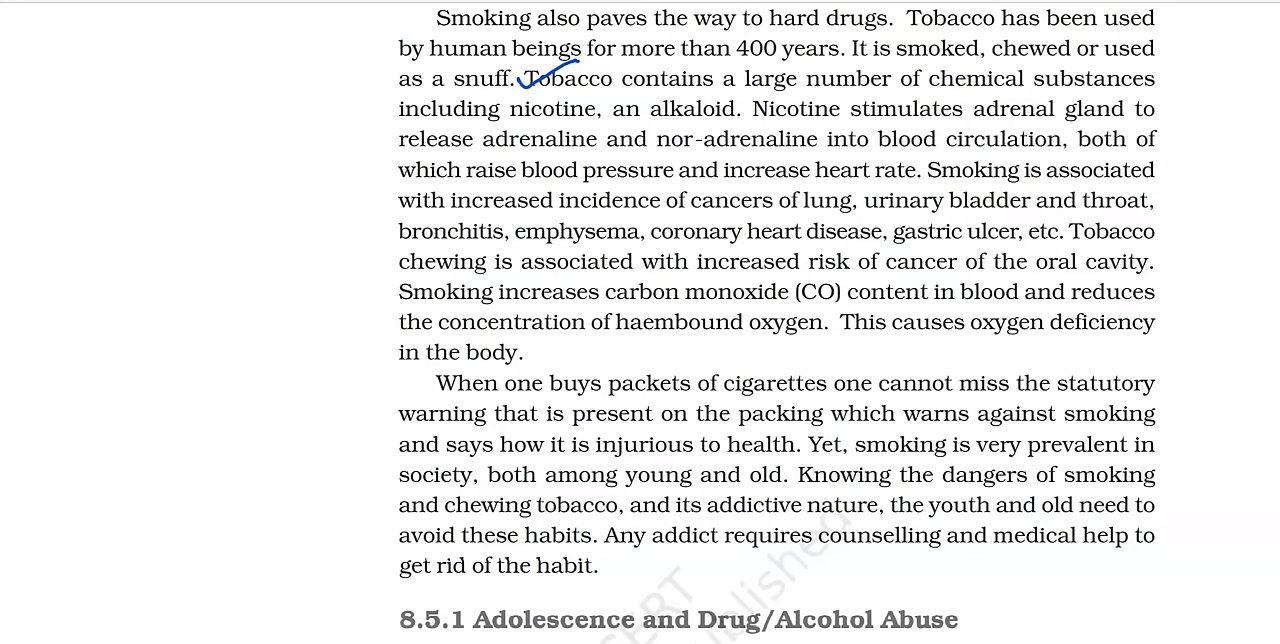 Smoking also paves the way to hard drugs. Tobacco has been used
by human beings for more than 400 years. It is smoked, chewed or used
as a snuff. Tobacco contains a large number of chemical substances
including nicotine, an alkaloid. Nicotine stimulates adrenal gland to
release adrenaline and nor-adrenaline into blood circulation, both of
which raise blood pressure and increase heart rate. Smoking is associated
with increased incidence of cancers of lung, urinary bladder and throat,
bronchitis, emphysema, coronary heart disease, gastric ulcer, etc. Tobacco
chewing is associated with increased risk of cancer of the oral cavity.
Smoking increases carbon monoxide (CO) content in blood and reduces
the concentration of haembound oxygen. This causes oxygen deficiency
in the body.
When one buys packets of cigarettes one cannot miss the statutory
warning that is present on the packing which warns against smoking
and says how it is injurious to health. Yet, smoking is very prevalent in
society, both among young and old. Knowing the dangers of smoking
and chewing tobacco, and its addictive nature, the youth and old need to
avoid these habits. Any addict requires counselling and medical help to
get rid of the habit.
8.5.1 Adolescence and Drug/Alcohol Abuse